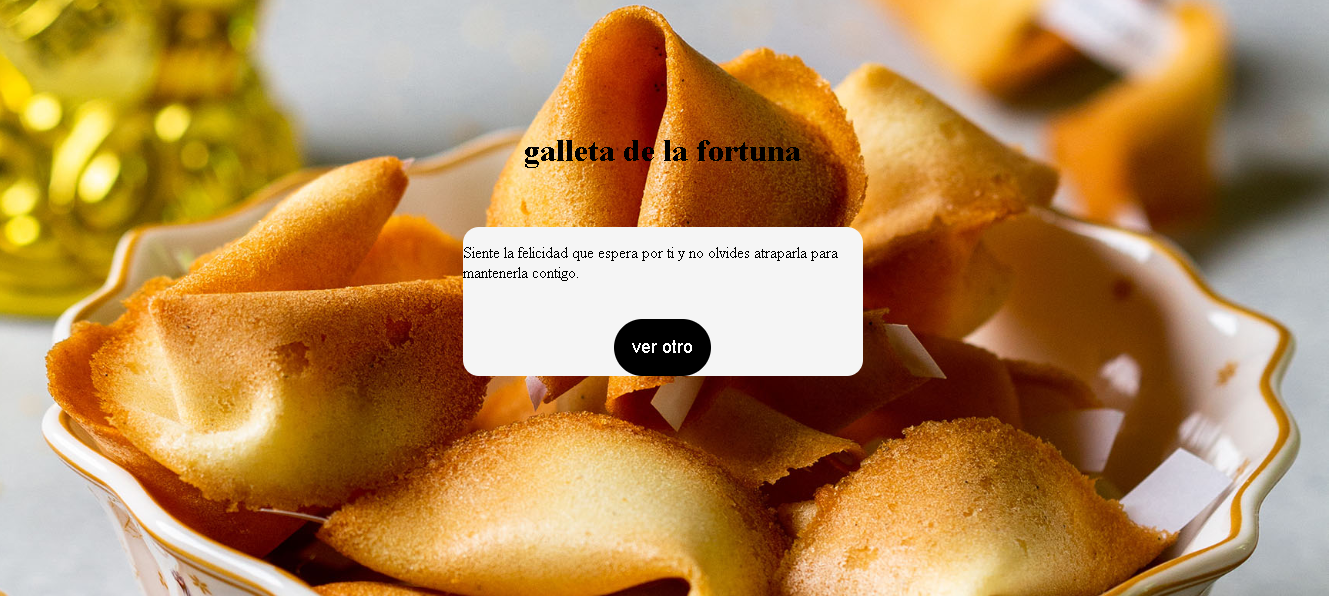 galleta de la fortuna
Siente la felicidad que espera por ti y no olvides atraparla para
mantenerla contigo.
ver otro